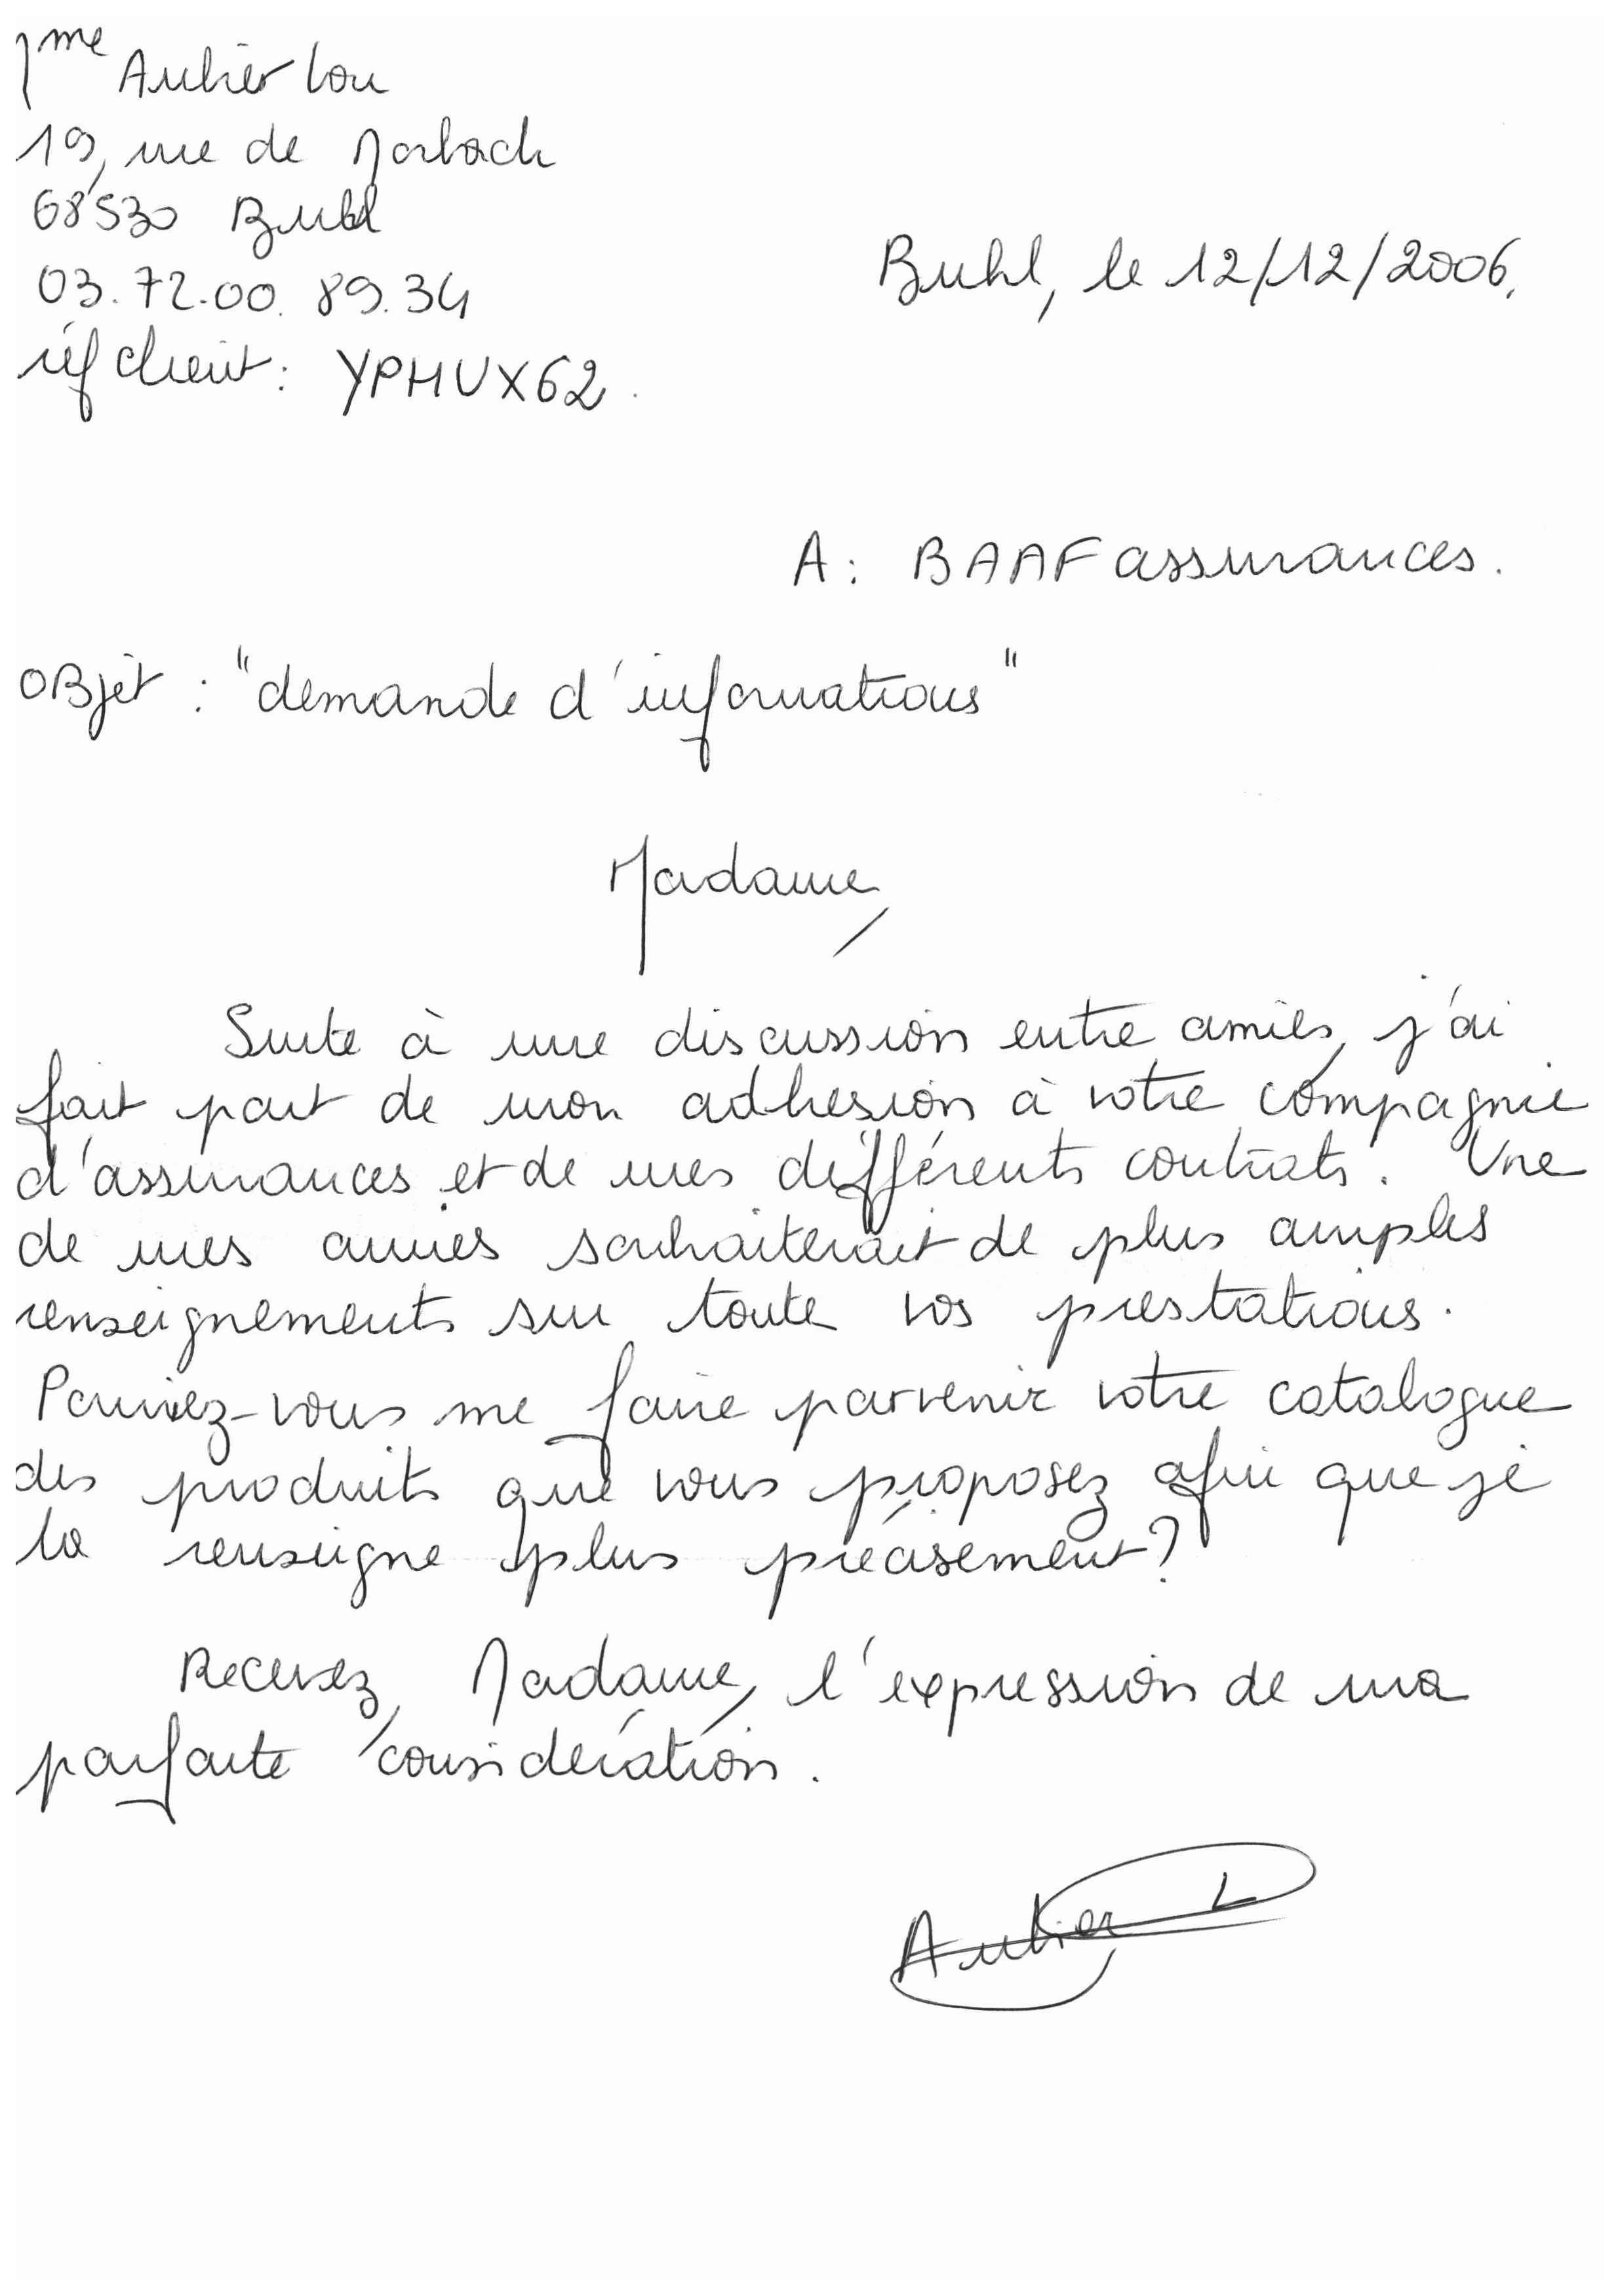 Mme Aubier Lou
19, rue de Morbach
68530 Buhl
03.72.00.89.34
réf client : YPHUX62.
Buhl, le 12/12/2006,
A : BAAF assurances.
OBjet : "demande d'informations"
Madame,
Suite à une discussion entre amies, j'ai
fait part de mon adhesion à votre compagnie
d'assurances et de mes différents contrats. Une
de mes amies souhaiterait de plus amples
renseignements sur toute vos prestations.
Pourriez-vous me faire parvenir votre catalogue
des produits que vous proposez afin que je
la renseigne plus précisement ?
Recevez, Madame, l'expression de ma
parfaite considération.
Aubier L